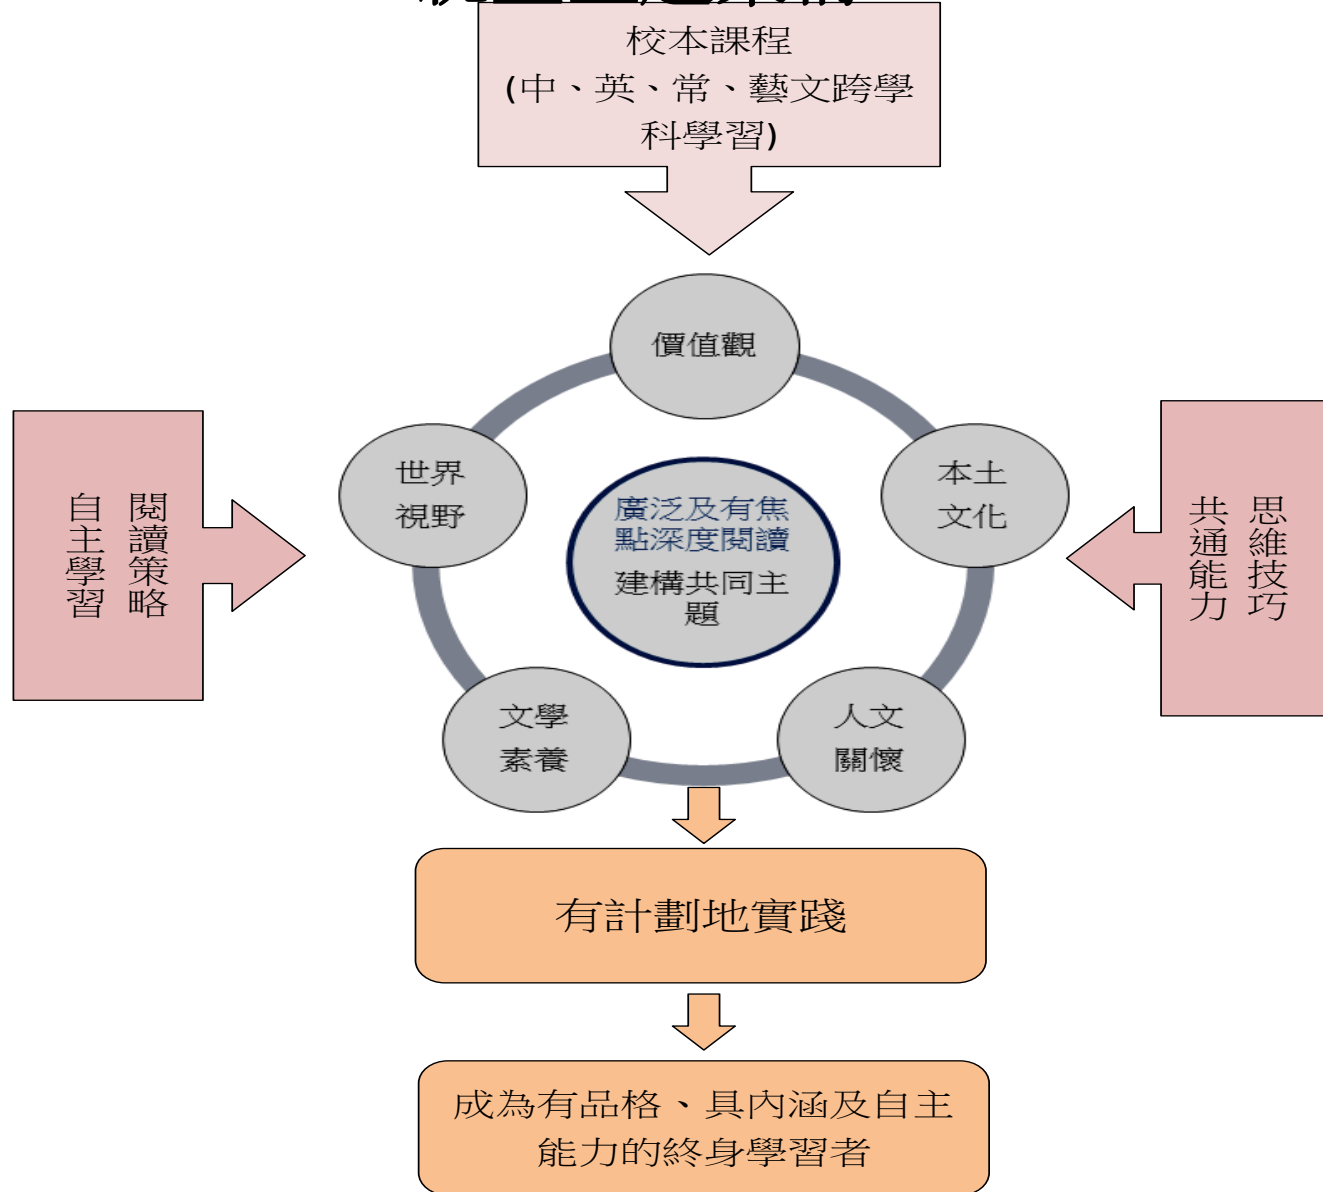 校本課程
(中、英、常、藝文跨學
科學習)
價值觀
世界
視野
本土
文化
廣泛及有焦
點深度閱讀
建構共同主
題
閱讀策略
自主學習
思維技巧
共通能力
文學
素養
人文
關懷
有計劃地實踐
成為有品格、具內涵及自主
能力的終身學習者